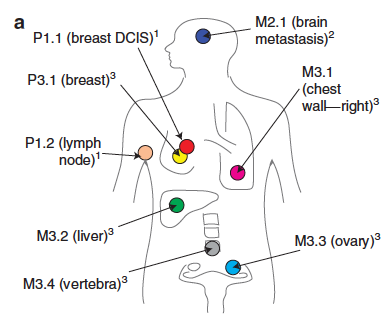 a
P1.1 (breast DCIS)¹
M2.1 (brain
metastasis)²
P3.1 (breast)³
M3.1
(chest
wall—right)³
P1.2 (lymph
node)¹
M3.2 (liver)³
M3.3 (ovary)³
M3.4 (vertebra)³